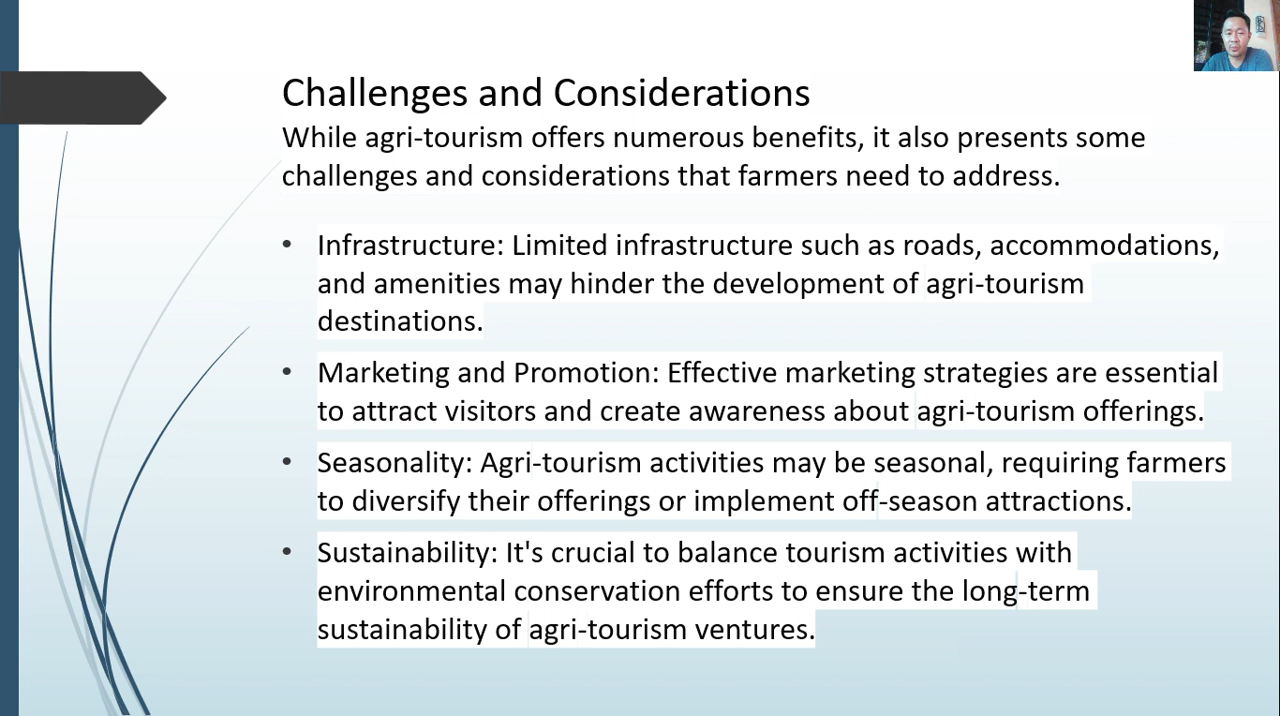 Challenges and Considerations
While agri-tourism offers numerous benefits, it also presents some
challenges and considerations that farmers need to address.
• Infrastructure: Limited infrastructure such as roads, accommodations,
and amenities may hinder the development of agri-tourism
destinations.
• Marketing and Promotion: Effective marketing strategies are essential
to attract visitors and create awareness about agri-tourism offerings.
• Seasonality: Agri-tourism activities may be seasonal, requiring farmers
to diversify their offerings or implement off-season attractions.
• Sustainability: It's crucial to balance tourism activities with
environmental conservation efforts to ensure the long-term
sustainability of agri-tourism ventures.